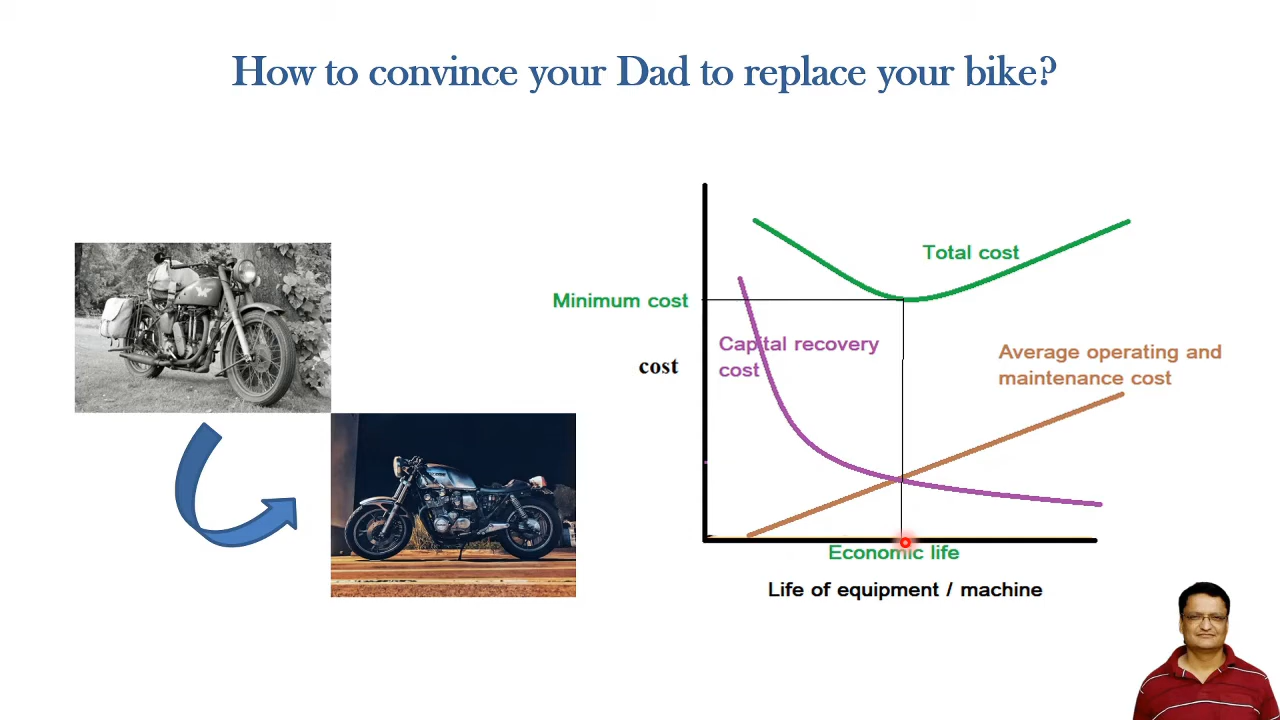 How to convince your Dad to replace your bike?
Total cost
Minimum cost
Capital recovery
cost
cost
Average operating and
maintenance cost
Economic life
Life of equipment / machine